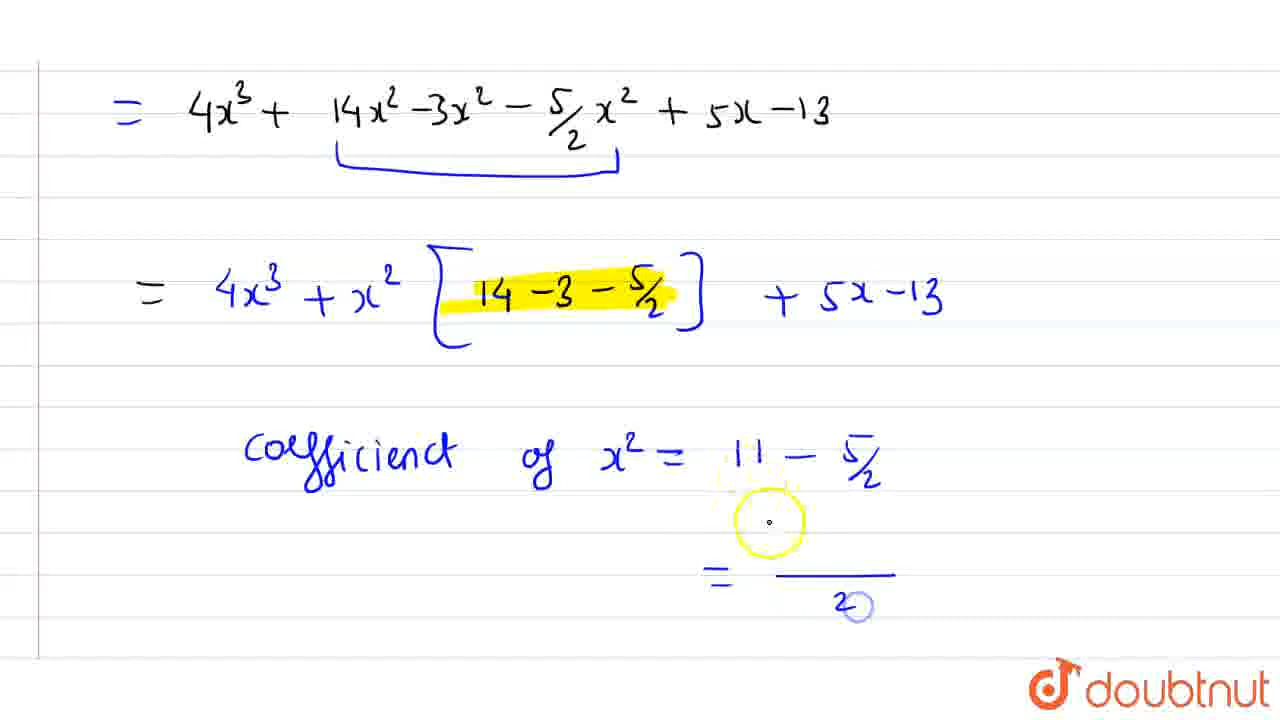 = 4x³ + 14x² - 3x² - 5/2 x² + 5x - 13
= 4x³ + x² [ 14 - 3 - 5/2 ] + 5x - 13
coefficienct of x² = 11 - 5/2
= /2
doubtnut